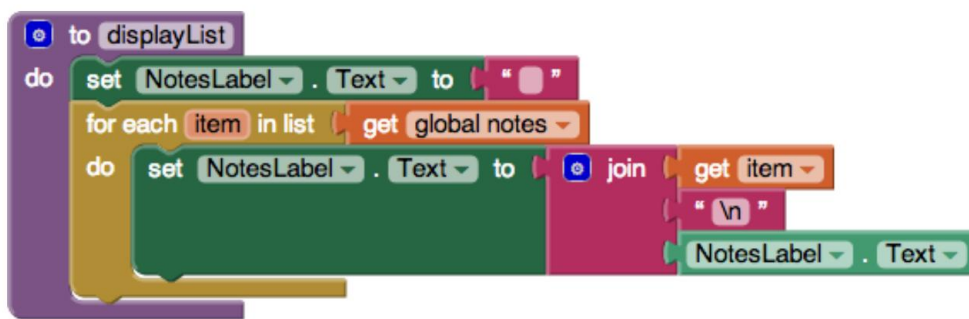 to displayList
do set NotesLabel . Text to “ ”
for each item in list get global notes
do set NotesLabel . Text to join get item
“ \n ”
NotesLabel . Text